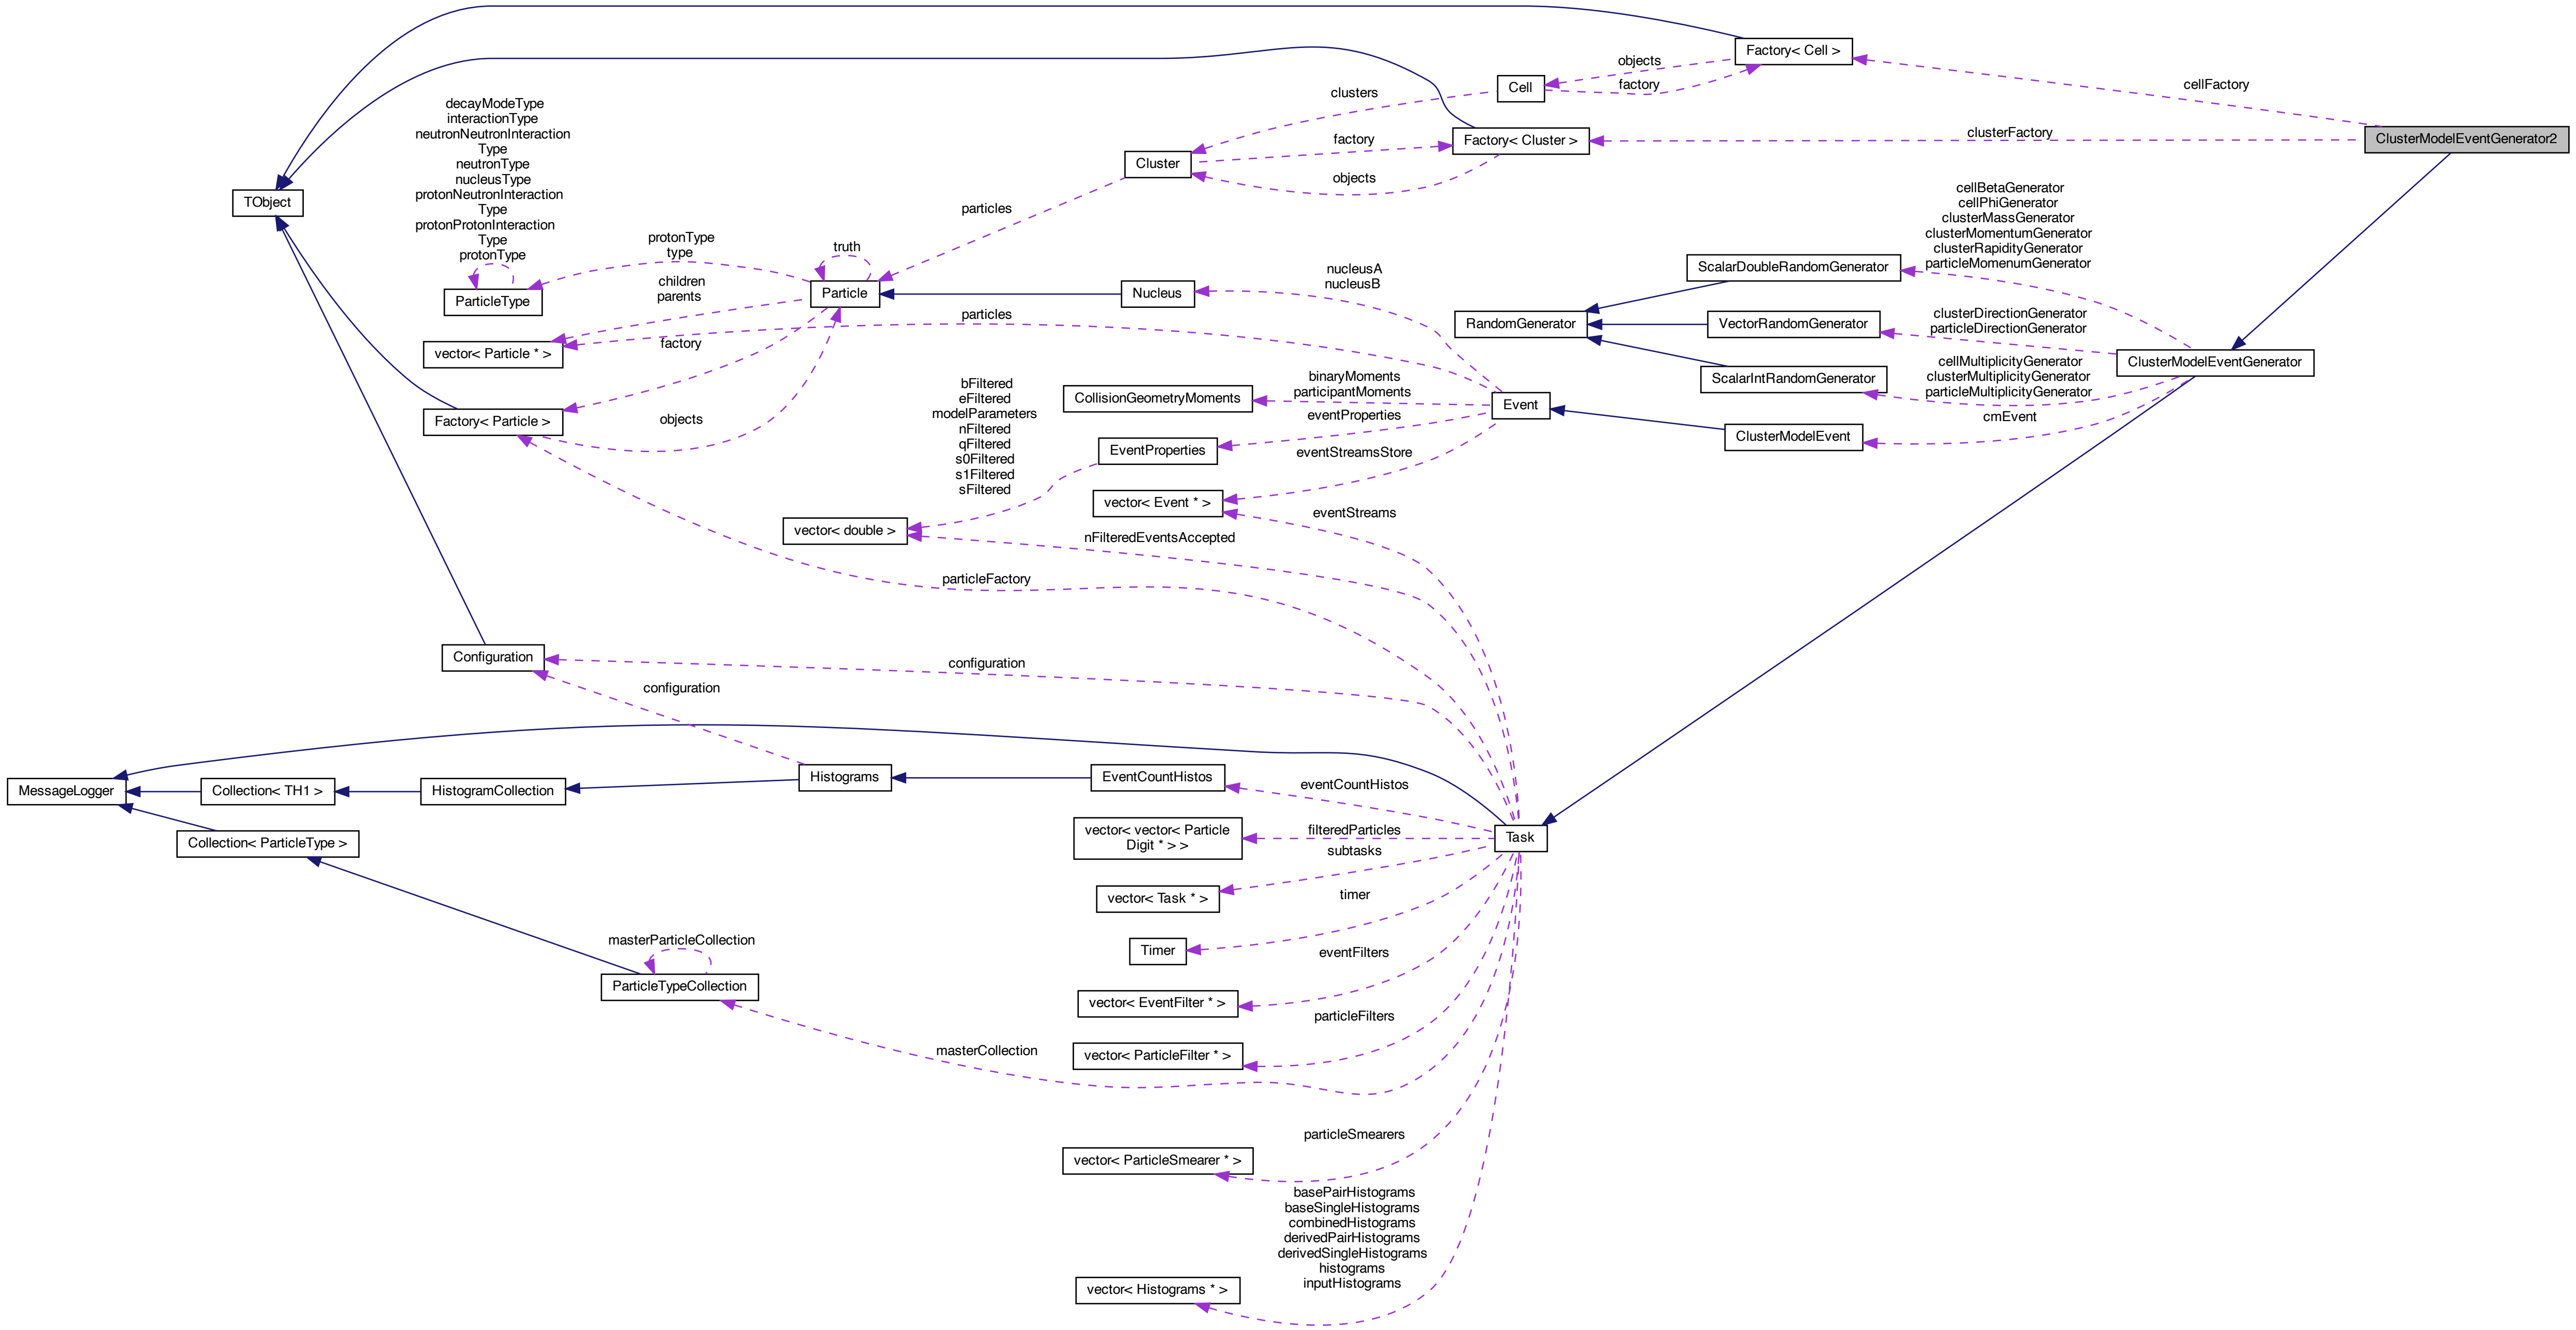 Factory< Cell >
objects
Cell
factory
cellFactory
clusters
decayModeType
interactionType
neutronNeutronInteraction
Type
neutronType
nucleusType
protonNeutronInteraction
Type
protonProtonInteraction
Type
protonType
factory
Factory< Cluster >
clusterFactory
ClusterModelEventGenerator2
Cluster
objects
TObject
particles
cellBetaGenerator
cellPhiGenerator
clusterMassGenerator
clusterMomentumGenerator
clusterRapidityGenerator
particleMomenumGenerator
protonType
type
truth
ParticleType
children
parents
Particle
Nucleus
nucleusA
nucleusB
ScalarDoubleRandomGenerator
particles
RandomGenerator
VectorRandomGenerator
clusterDirectionGenerator
particleDirectionGenerator
vector< Particle * >
factory
ClusterModelEventGenerator
cellMultiplicityGenerator
clusterMultiplicityGenerator
particleMultiplicityGenerator
ScalarIntRandomGenerator
bFiltered
eFiltered
modelParameters
nFiltered
qFiltered
s0Filtered
s1Filtered
sFiltered
CollisionGeometryMoments
binaryMoments
participantMoments
Event
cmEvent
Factory< Particle >
objects
eventProperties
ClusterModelEvent
EventProperties
eventStreamsStore
vector< Event * >
eventStreams
vector< double >
nFilteredEventsAccepted
particleFactory
Configuration
configuration
configuration
MessageLogger
Collection< TH1 >
HistogramCollection
Histograms
EventCountHistos
eventCountHistos
Collection< ParticleType >
vector< vector< Particle
Digit * > >
filteredParticles
Task
subtasks
vector< Task * >
timer
masterParticleCollection
Timer
eventFilters
ParticleTypeCollection
vector< EventFilter * >
particleFilters
masterCollection
vector< ParticleFilter * >
particleSmearers
vector< ParticleSmearer * >
basePairHistograms
baseSingleHistograms
combinedHistograms
derivedPairHistograms
derivedSingleHistograms
histograms
inputHistograms
vector< Histograms * >